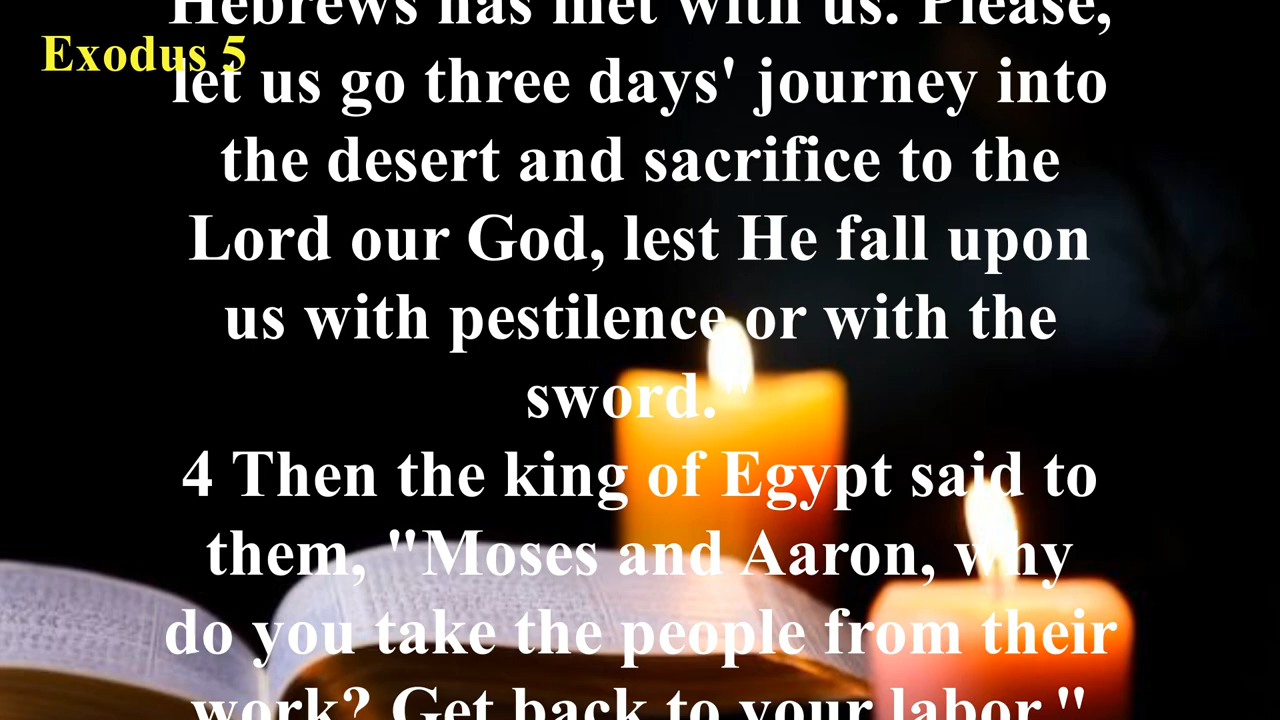 Exodus 5
Hebrews has met with us. Please,
let us go three days' journey into
the desert and sacrifice to the
Lord our God, lest He fall upon
us with pestilence or with the
sword."
4 Then the king of Egypt said to
them, "Moses and Aaron, why
do you take the people from their
work? Get back to your labor."